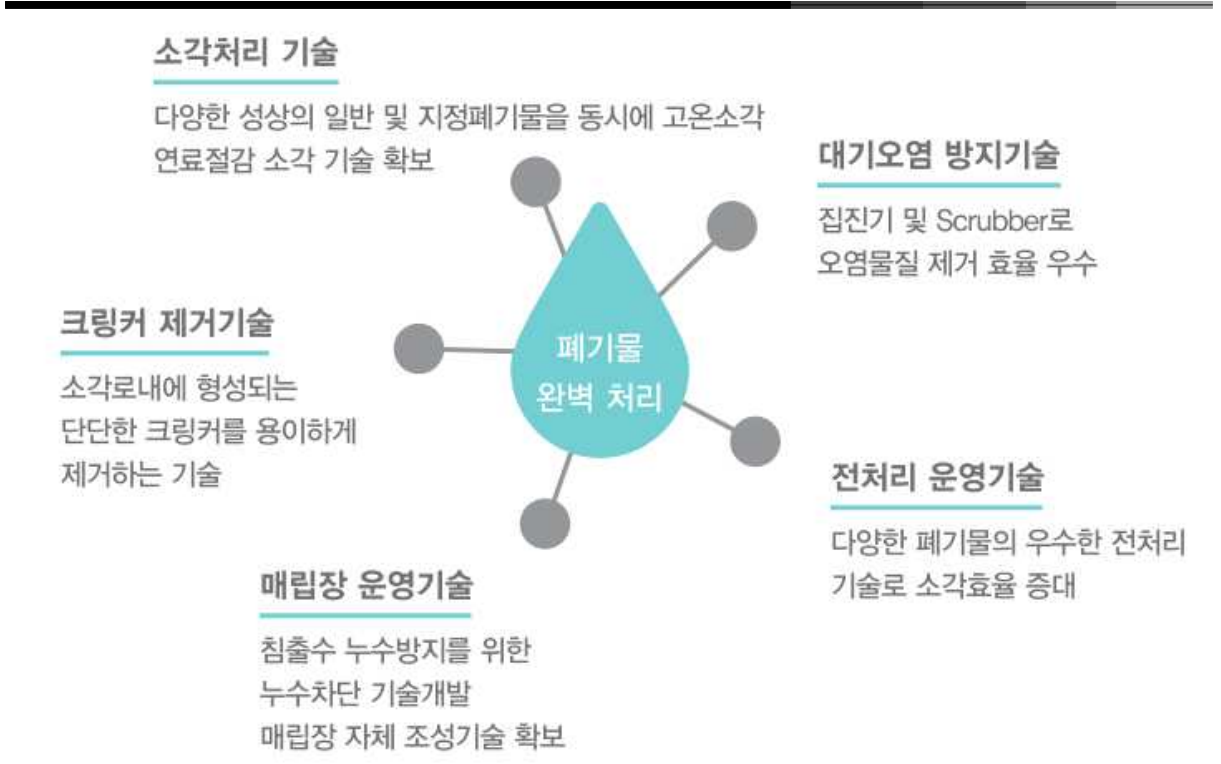 소각처리 기술
다양한 성상의 일반 및 지정폐기물을 동시에 고온소각
연료절감 소각 기술 확보
대기오염 방지기술
집진기 및 Scrubber로
오염물질 제거 효율 우수
크링커 제거기술
소각로내에 형성되는
단단한 크링커를 용이하게
제거하는 기술
폐기물
완벽 처리
전처리 운영기술
다양한 폐기물의 우수한 전처리
기술로 소각효율 증대
매립장 운영기술
침출수 누수방지를 위한
누수차단 기술개발
매립장 자체 조성기술 확보